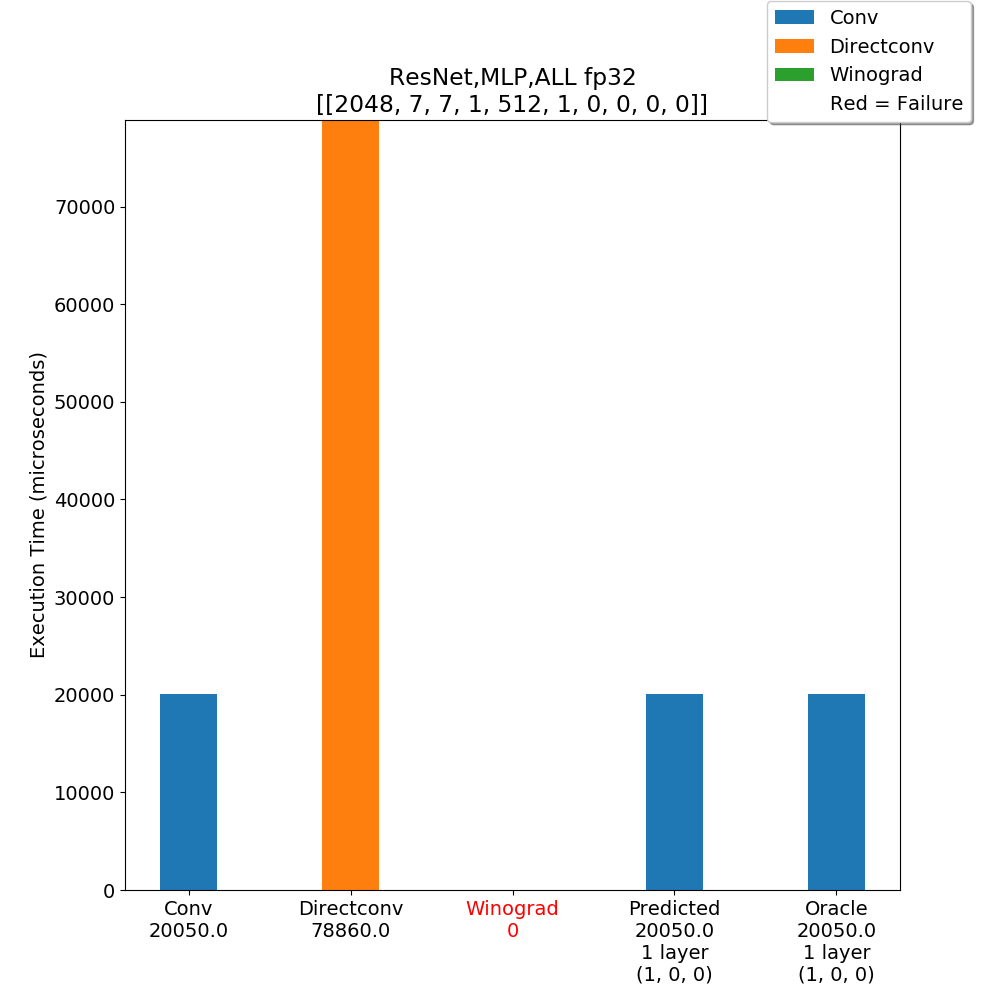 Conv
Directconv
Winograd
Red = Failure
ResNet,MLP,ALL fp32
[[2048, 7, 7, 1, 512, 1, 0, 0, 0, 0]]
Execution Time (microseconds)
70000
60000
50000
40000
30000
20000
10000
0
Conv
20050.0
Directconv
78860.0
Winograd
0
Predicted
20050.0
1 layer
(1, 0, 0)
Oracle
20050.0
1 layer
(1, 0, 0)